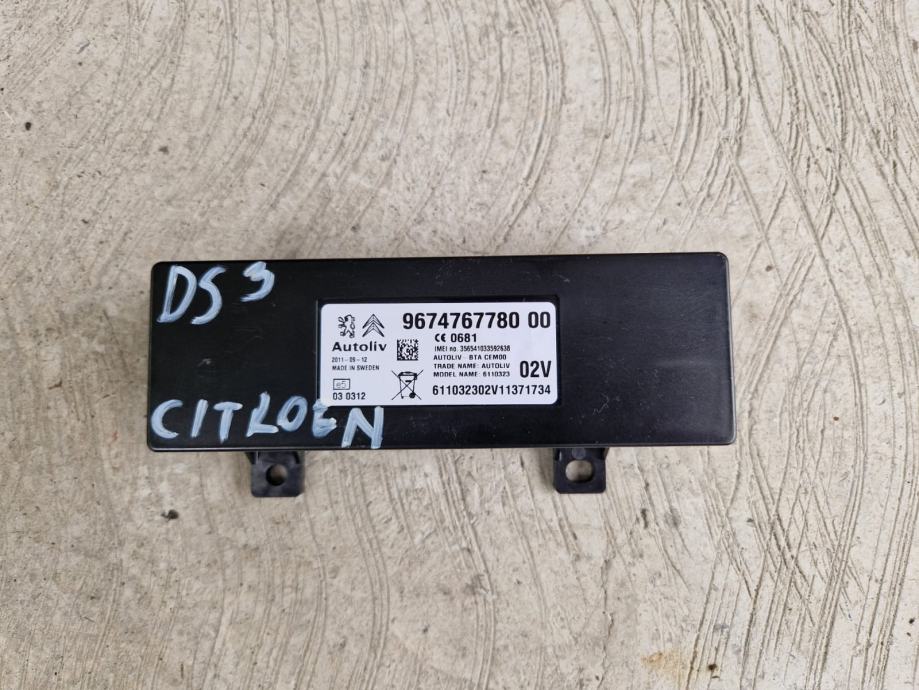 DS 3
CITROEN
9674767780 00
Autoliv
2011-09-12
MADE IN SWEDEN
e5
03 0312
CE 0681
IMEI no. 356541033592638
AUTOLIV - BTA CEM00
TRADE NAME: AUTOLIV
MODEL NAME: 6110323
02V
611032302V11371734